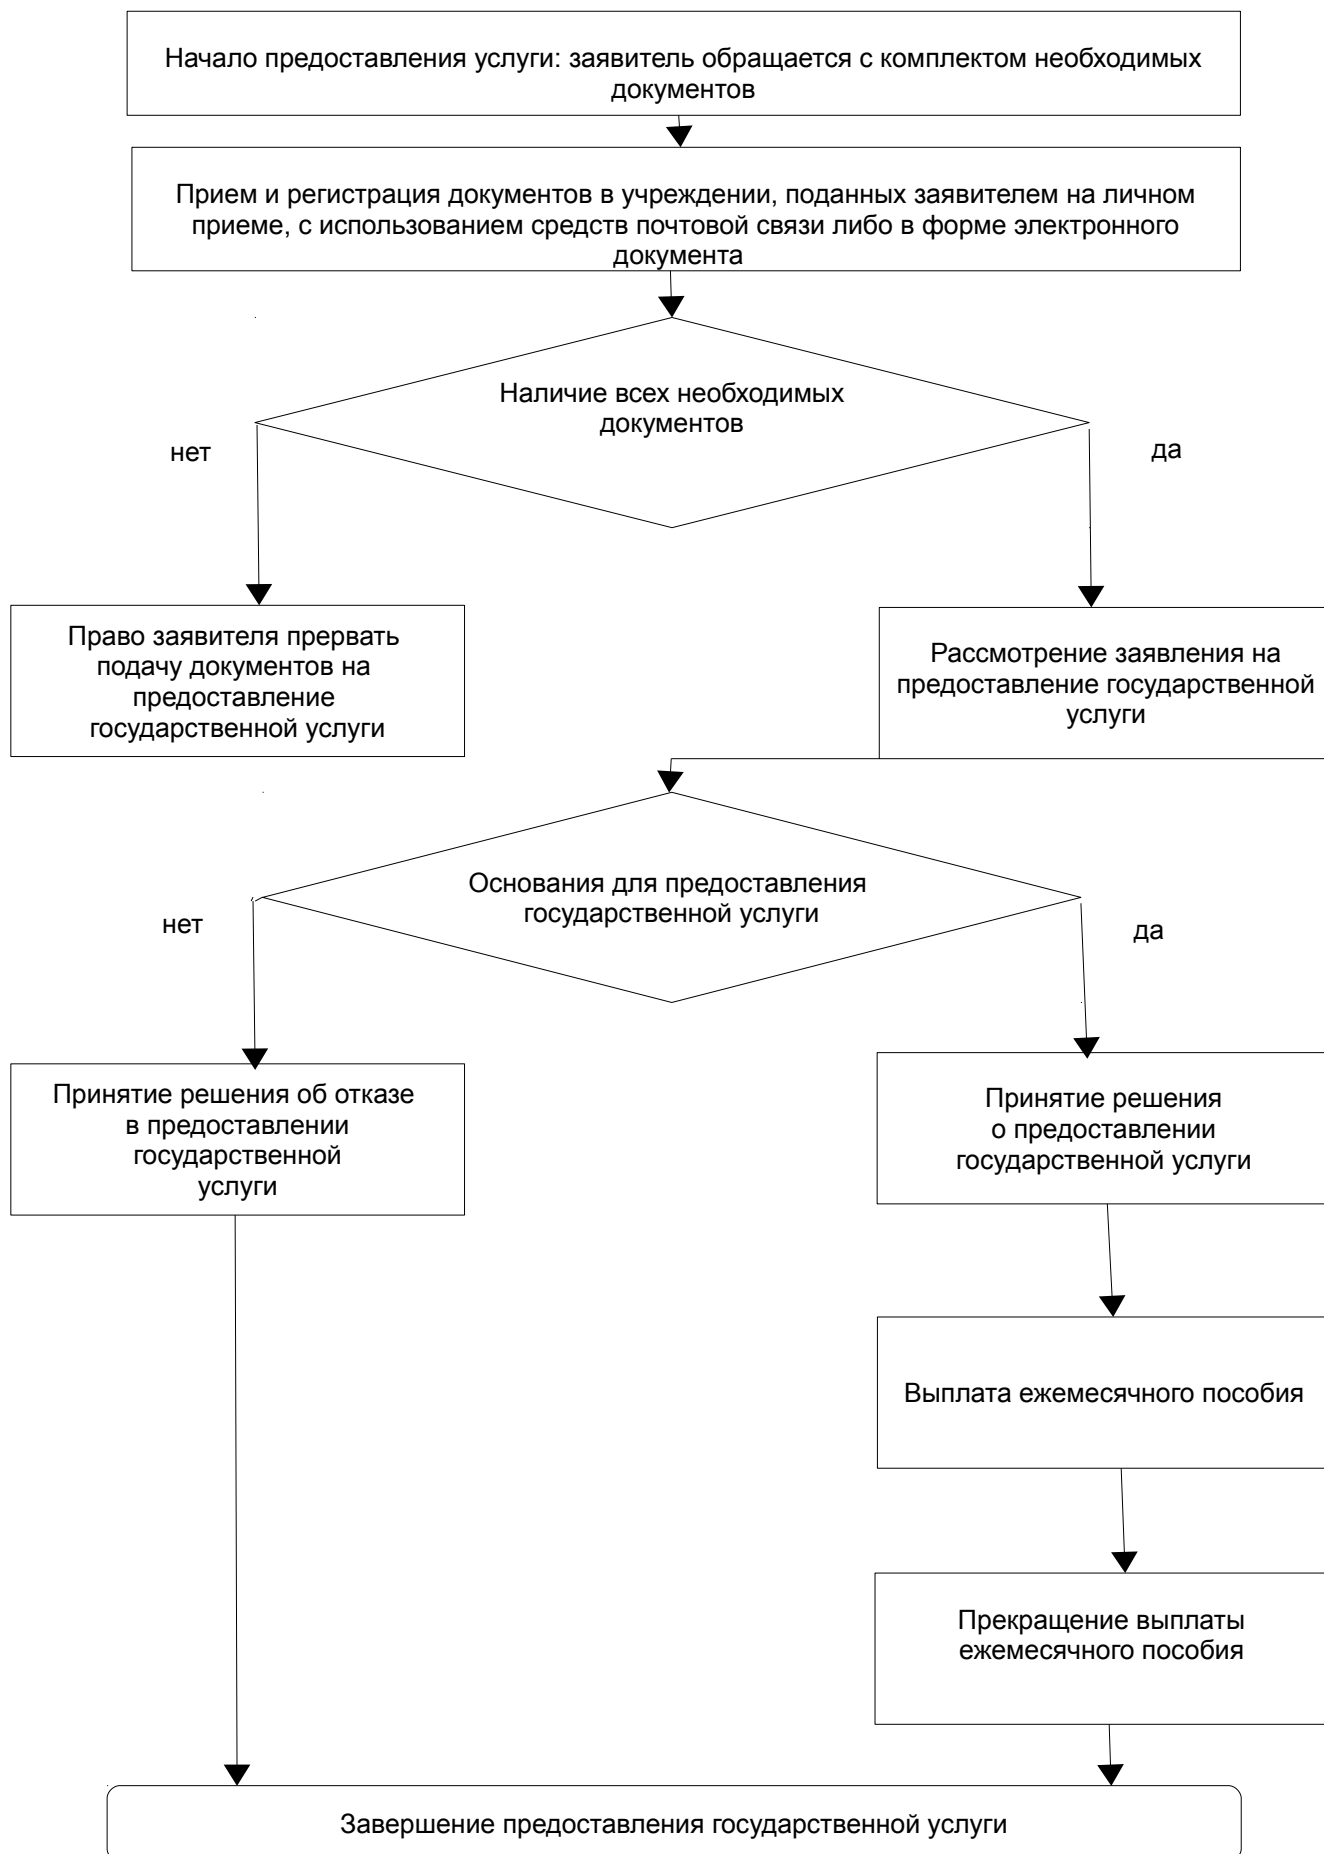 Начало предоставления услуги: заявитель обращается с комплектом необходимых
документов
Прием и регистрация документов в учреждении, поданных заявителем на личном
приеме, с использованием средств почтовой связи либо в форме электронного
документа
Наличие всех необходимых
документов
нет
да
Право заявителя прервать
подачу документов на
предоставление
государственной услуги
Рассмотрение заявления на
предоставление государственной
услуги
Основания для предоставления
государственной услуги
нет
да
Принятие решения об отказе
в предоставлении
государственной
услуги
Принятие решения
о предоставлении
государственной услуги
Выплата ежемесячного пособия
Прекращение выплаты
ежемесячного пособия
Завершение предоставления государственной услуги